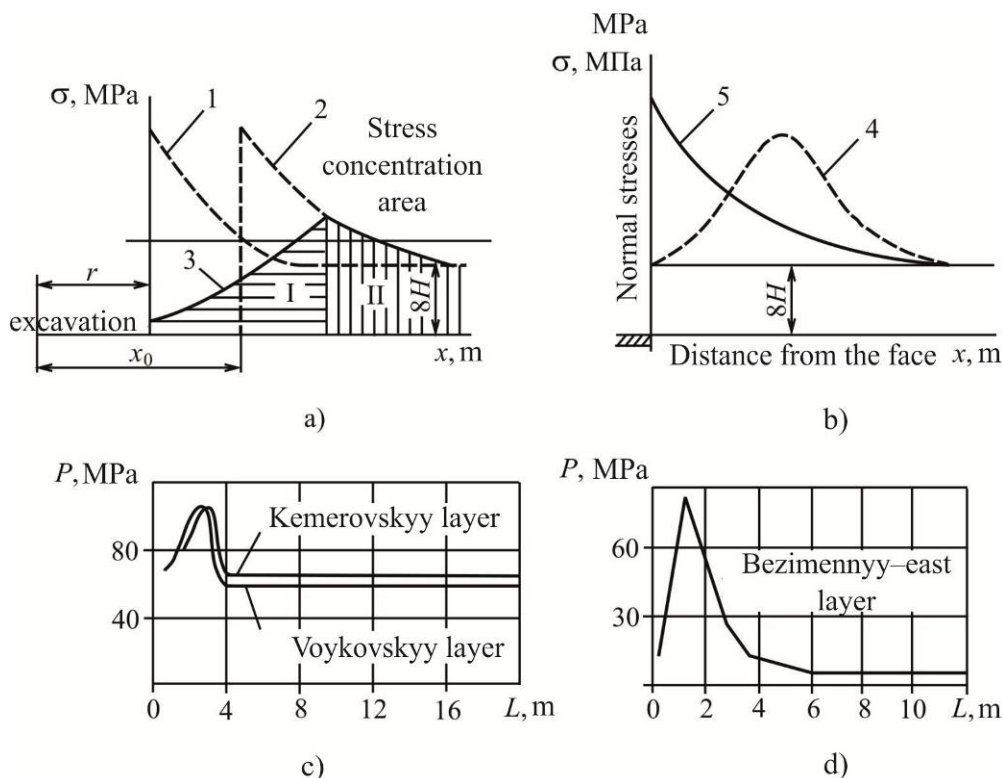 σ, MPa
1
2
Stress
concentration
area
3
r
I
II
8H
excavation
x₀
x, m
a)
MPa
σ, МПа
5
4
Normal stresses
8H
Distance from the face x, m
b)
P, MPa
Kemerovskyy layer
80
40
Voykovskyy layer
0 4 8 12 16 L, m
c)
P, MPa
60
Bezimennyy–east
layer
30
0 2 4 6 8 10 L, m
d)